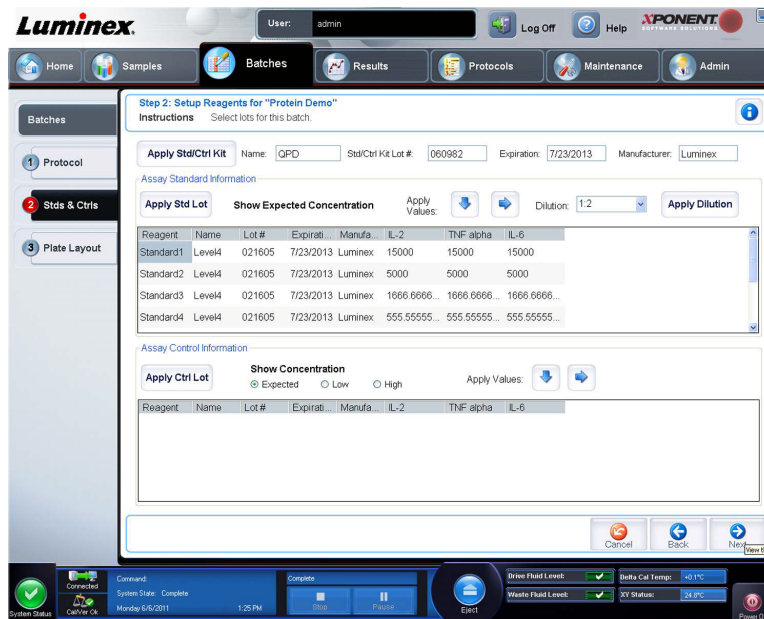 Luminex.
User: admin
Log Off
Help
XPONENT.
SOFTWARE SOLUTIONS
Home
Samples
Batches
Results
Protocols
Maintenance
Admin
Batches
1 Protocol
2 Stds & Ctrls
3 Plate Layout
Step 2: Setup Reagents for "Protein Demo"
Instructions Select lots for this batch.
Apply Std/Ctrl Kit Name: QPD Std/Ctrl Kit Lot #: 060982 Expiration: 7/23/2013 Manufacturer: Luminex
Assay Standard Information
Apply Std Lot Show Expected Concentration Apply Values: Dilution: 1:2 Apply Dilution
Reagent Name Lot # Expirati... Manufa... IL-2 TNF alpha IL-6
Standard1 Level4 021605 7/23/2013 Luminex 15000 15000 15000
Standard2 Level4 021605 7/23/2013 Luminex 5000 5000 5000
Standard3 Level4 021605 7/23/2013 Luminex 1666.6666... 1666.6666... 1666.6666...
Standard4 Level4 021605 7/23/2013 Luminex 555.55555... 555.55555... 555.55555...
Assay Control Information
Apply Ctrl Lot Show Concentration
Expected Low High Apply Values:
Reagent Name Lot # Expirati... Manufa... IL-2 TNF alpha IL-6
Cancel Back Next
View t
System Status
Connected
Cal/Ver Ok
Command:
System State: Complete
Monday 6/6/2011 1:25 PM
Complete
Stop Pause
Eject
Drive Fluid Level:
Waste Fluid Level:
Delta Cal Temp: +0.1°C
XY Status: 24.8°C
Power O